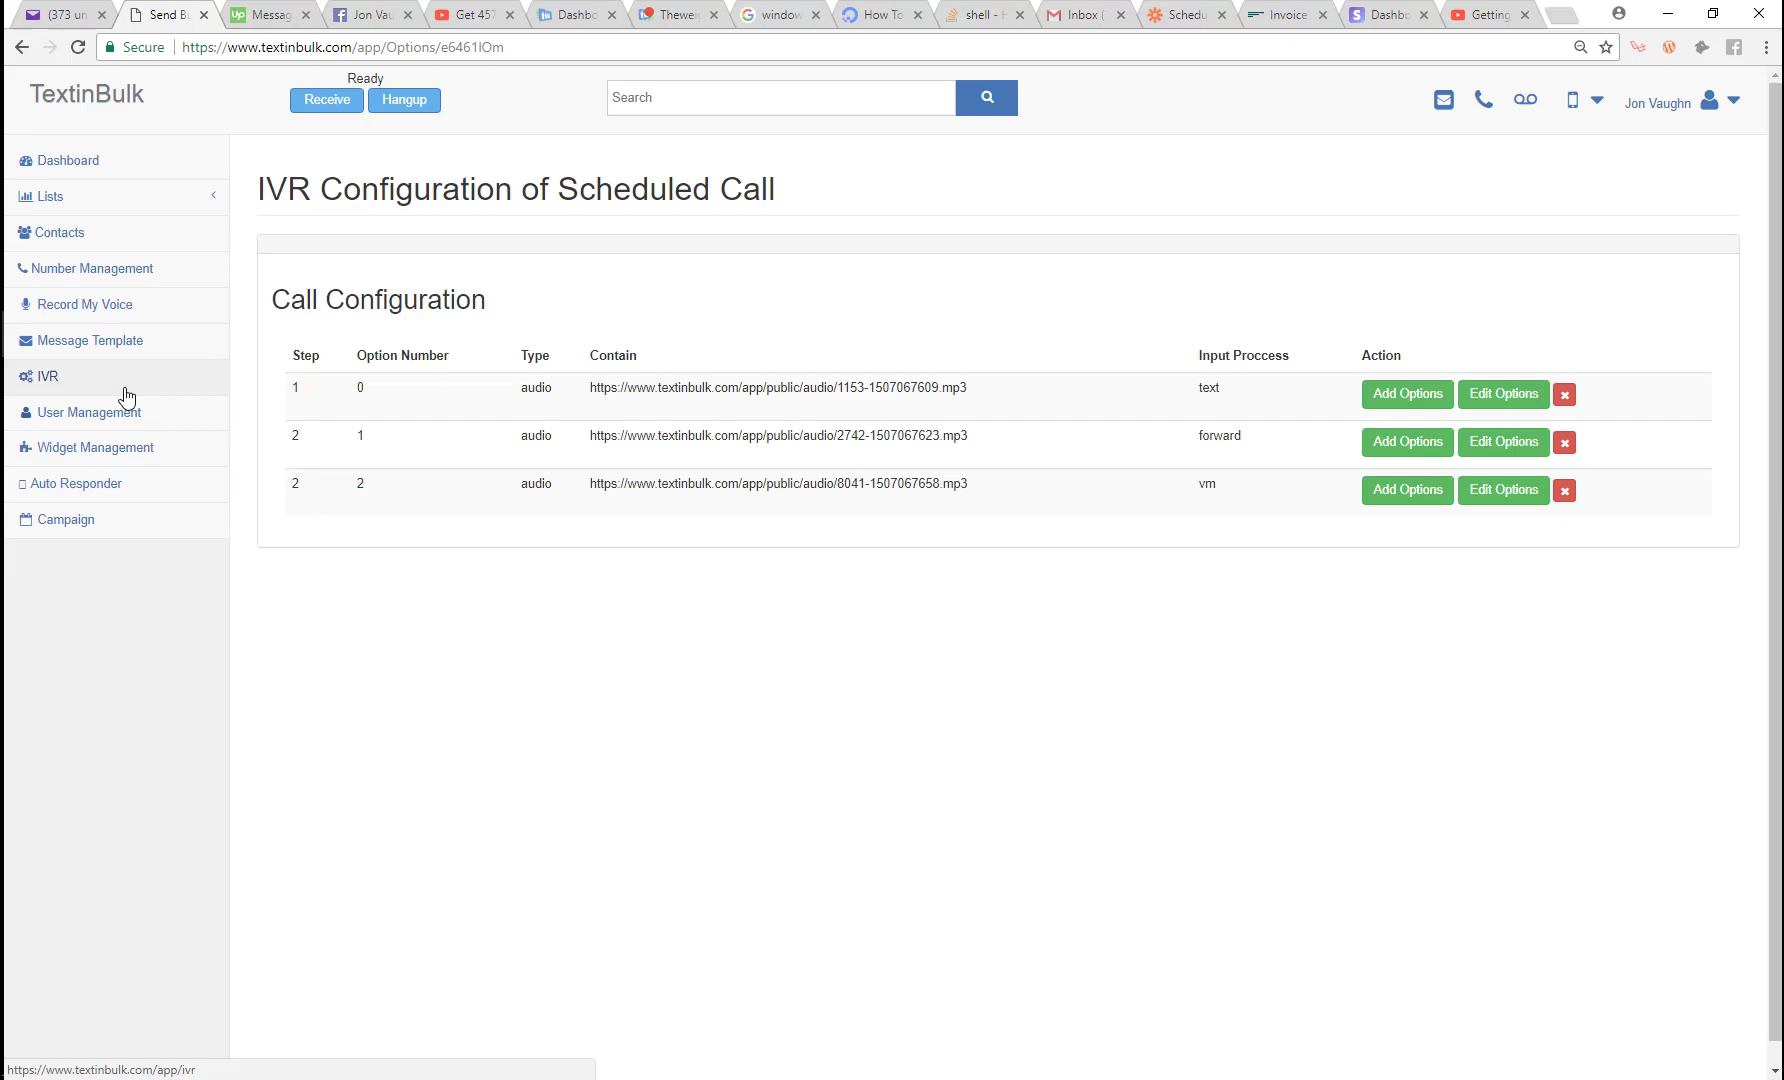 (373 un
Send Bu
Messag
Jon Vau
Get 457
Dashbo
Thewei
window
How To
shell - H
Inbox (
Schedu
Invoice
Dashbo
Getting
Secure
https://www.textinbulk.com/app/Options/e6461IOm
TextinBulk
Ready
Receive
Hangup
Search
Jon Vaughn
Dashboard
Lists
Contacts
Number Management
Record My Voice
Message Template
IVR
User Management
Widget Management
Auto Responder
Campaign
IVR Configuration of Scheduled Call
Call Configuration
Step Option Number Type Contain Input Proccess Action
1 0 audio https://www.textinbulk.com/app/public/audio/1153-1507067609.mp3 text Add Options Edit Options
2 1 audio https://www.textinbulk.com/app/public/audio/2742-1507067623.mp3 forward Add Options Edit Options
2 2 audio https://www.textinbulk.com/app/public/audio/8041-1507067658.mp3 vm Add Options Edit Options
https://www.textinbulk.com/app/ivr